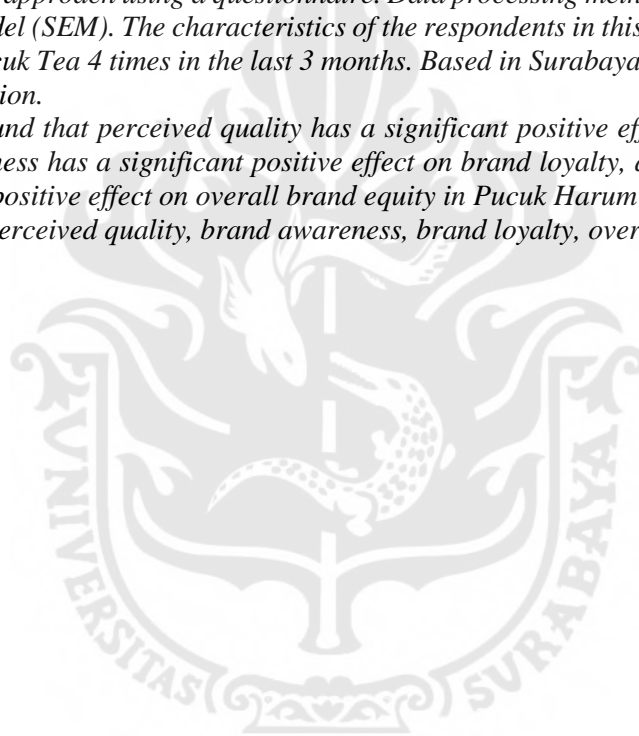 approach using a questionnaire. Data processing meth
del (SEM). The characteristics of the respondents in this
cuk Tea 4 times in the last 3 months. Based in Surabaya
ion.
und that perceived quality has a significant positive eff
ness has a significant positive effect on brand loyalty, a
positive effect on overall brand equity in Pucuk Harum
erceived quality, brand awareness, brand loyalty, over
UNIVERSITAS SURABAYA